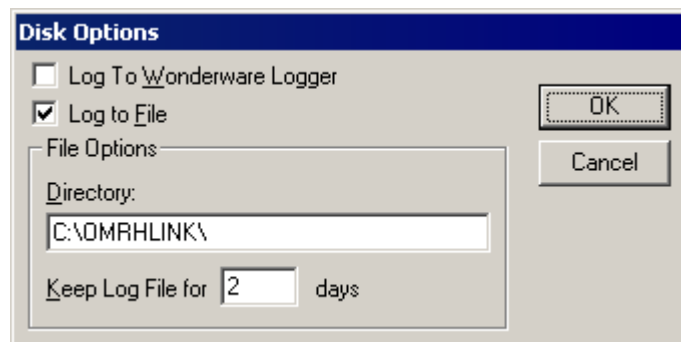 Disk Options
Log To Wonderware Logger
Log to File
OK
File Options
Cancel
Directory:
C:\OMRHLINK\
Keep Log File for 2 days